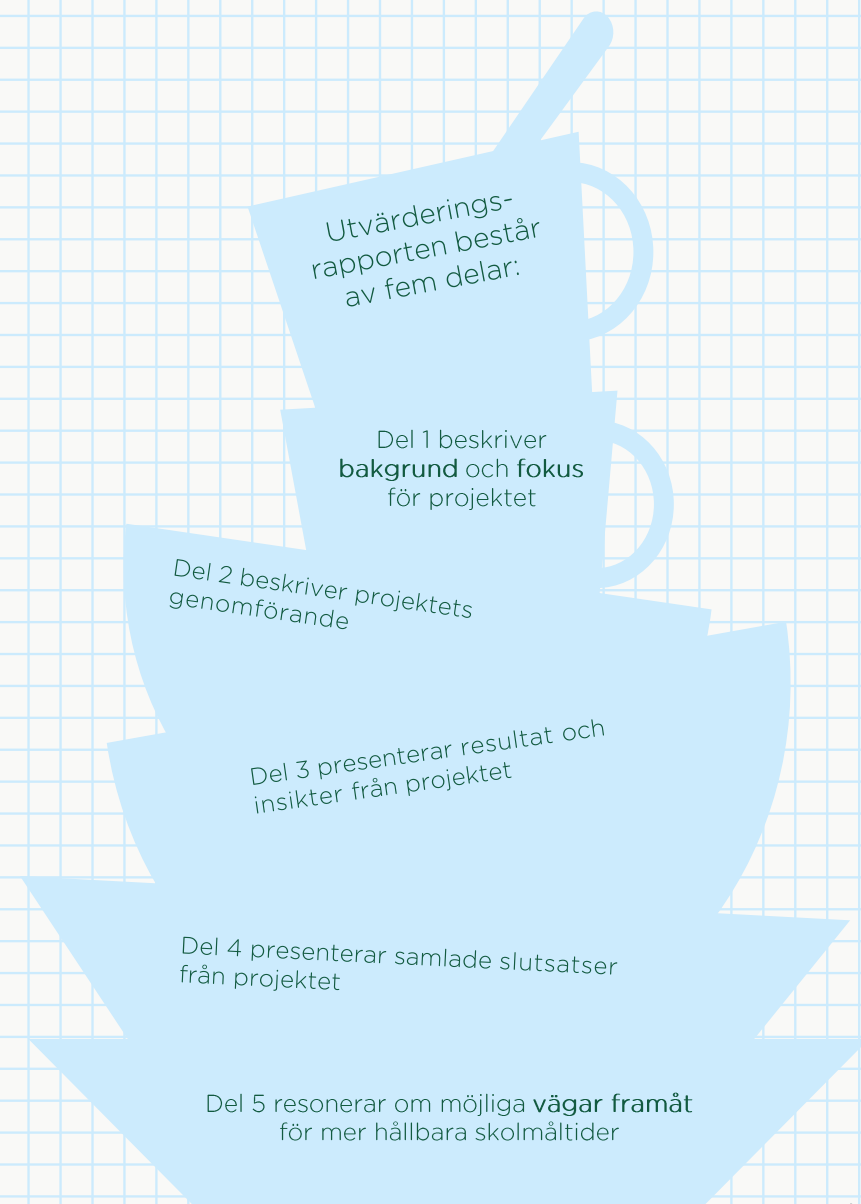 Utvärderings-
rapporten består
av fem delar:
Del 1 beskriver
bakgrund och fokus
för projektet
Del 2 beskriver projektets
genomförande
Del 3 presenterar resultat och
insikter från projektet
Del 4 presenterar samlade slutsatser
från projektet
Del 5 resonerar om möjliga vägar framåt
för mer hållbara skolmåltider